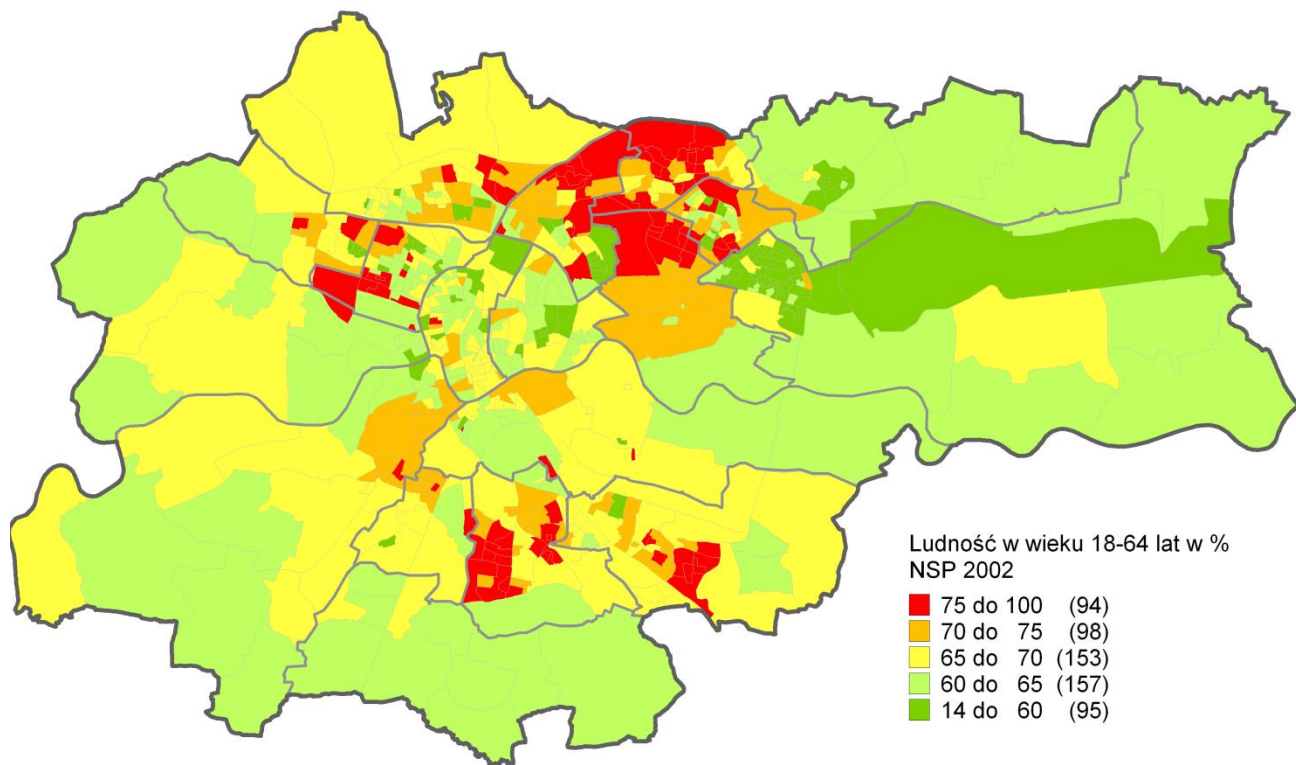 Ludność w wieku 18-64 lat w %
NSP 2002
75 do 100 (94)
70 do 75 (98)
65 do 70 (153)
60 do 65 (157)
14 do 60 (95)